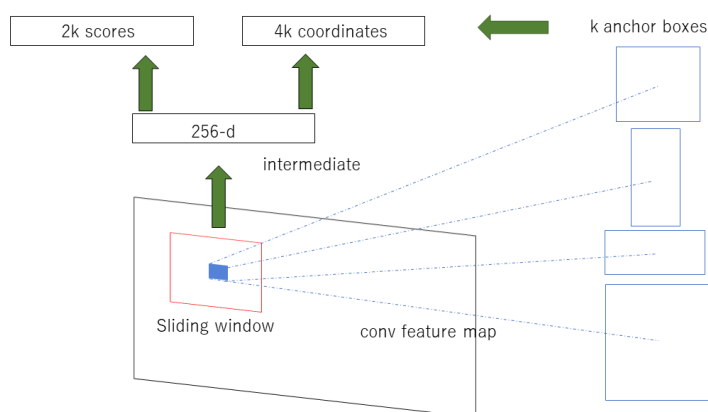 2k scores
4k coordinates
k anchor boxes
256-d
intermediate
Sliding window
conv feature map